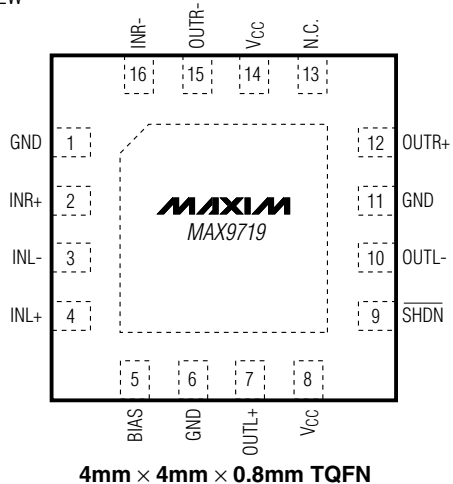 INR-
OUTR-
VCC
N.C.
16
15
14
13
GND 1
12 OUTR+
INR+ 2
11 GND
INL- 3
10 OUTL-
INL+ 4
9 SHDN
MAXIM
MAX9719
5
6
7
8
BIAS
GND
OUTL+
VCC
4mm × 4mm × 0.8mm TQFN